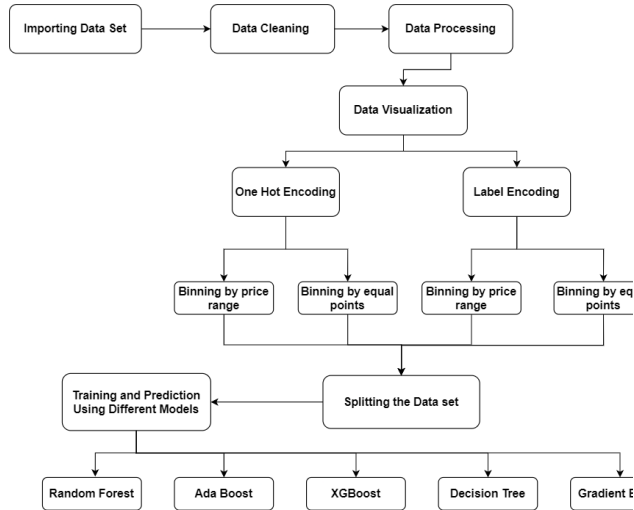 Importing Data Set
Data Cleaning
Data Processing
Data Visualization
One Hot Encoding
Label Encoding
Binning by price
range
Binning by equal
points
Binning by price
range
Binning by
points
Training and Prediction
Using Different Models
Splitting the Data set
Random Forest
Ada Boost
XGBoost
Decision Tree
Gradient